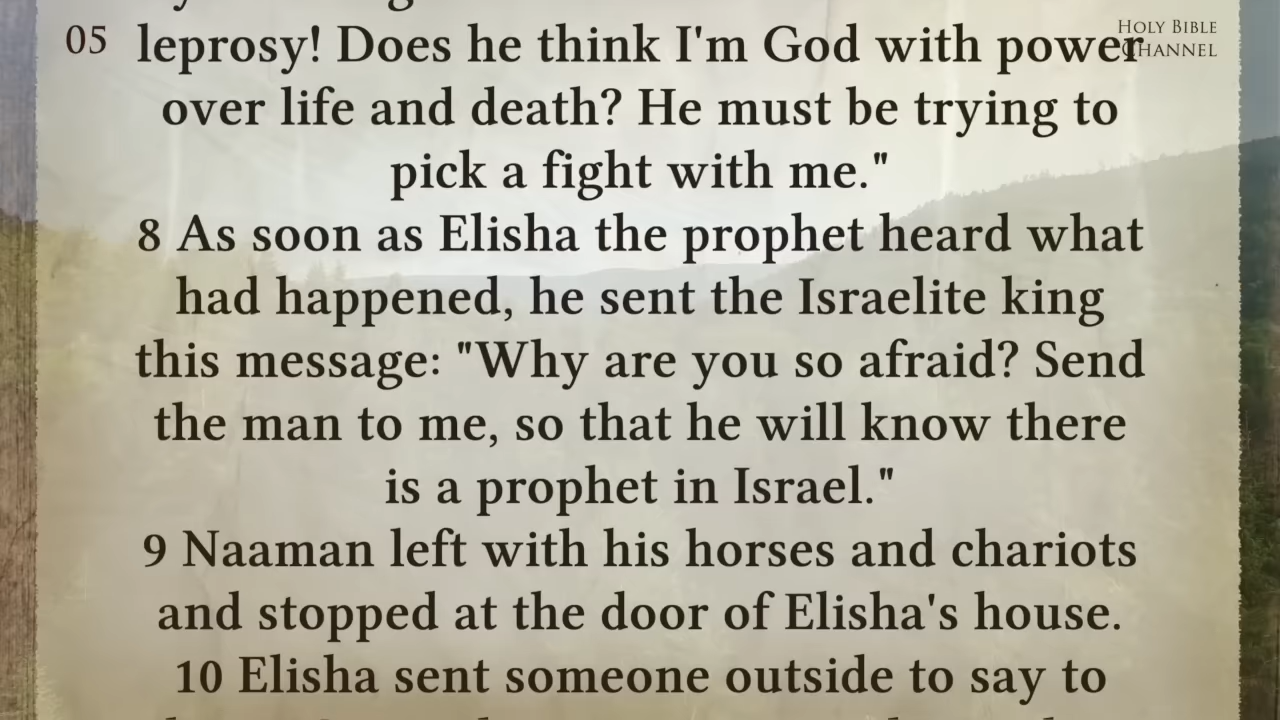 05
HOLY BIBLE
CHANNEL
leprosy! Does he think I'm God with power
over life and death? He must be trying to
pick a fight with me."
8 As soon as Elisha the prophet heard what
had happened, he sent the Israelite king
this message: "Why are you so afraid? Send
the man to me, so that he will know there
is a prophet in Israel."
9 Naaman left with his horses and chariots
and stopped at the door of Elisha's house.
10 Elisha sent someone outside to say to